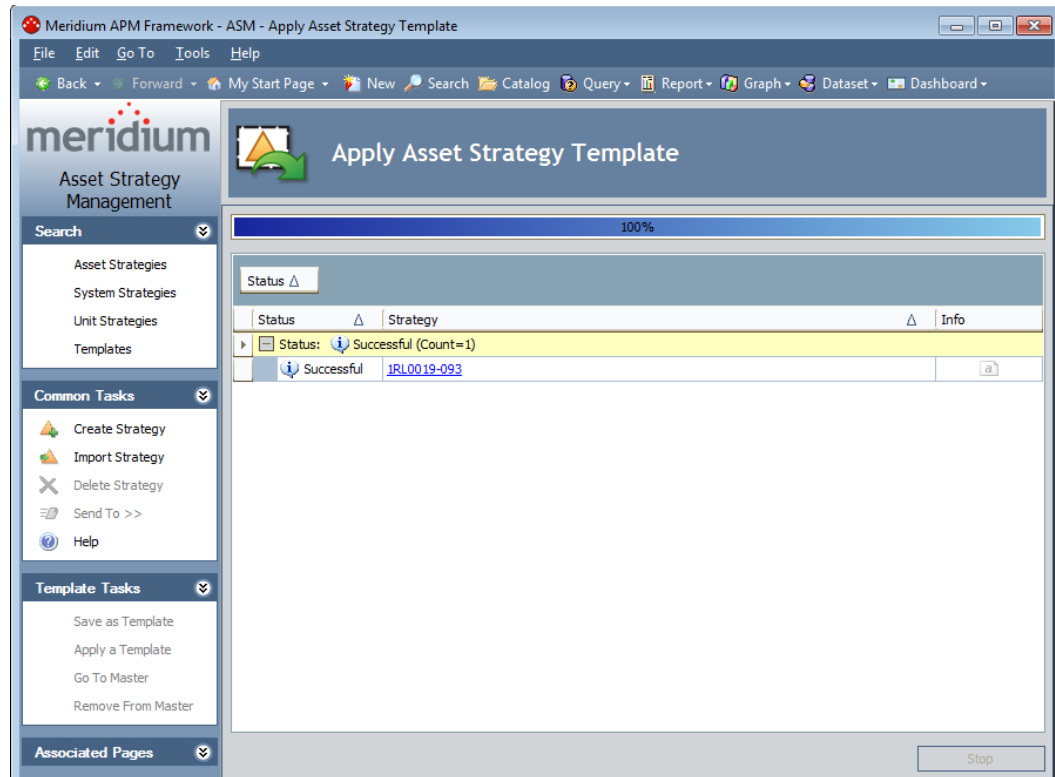 Meridium APM Framework - ASM - Apply Asset Strategy Template
File Edit Go To Tools Help
Back Forward My Start Page New Search Catalog Query Report Graph Dataset Dashboard
meridium
Asset Strategy
Management
Apply Asset Strategy Template
100%
Search
Asset Strategies
System Strategies
Unit Strategies
Templates
Common Tasks
Create Strategy
Import Strategy
Delete Strategy
Send To >>
Help
Template Tasks
Save as Template
Apply a Template
Go To Master
Remove From Master
Associated Pages
Status
Status Strategy Info
Status: Successful (Count=1)
Successful 1RL0019-093 a
Stop